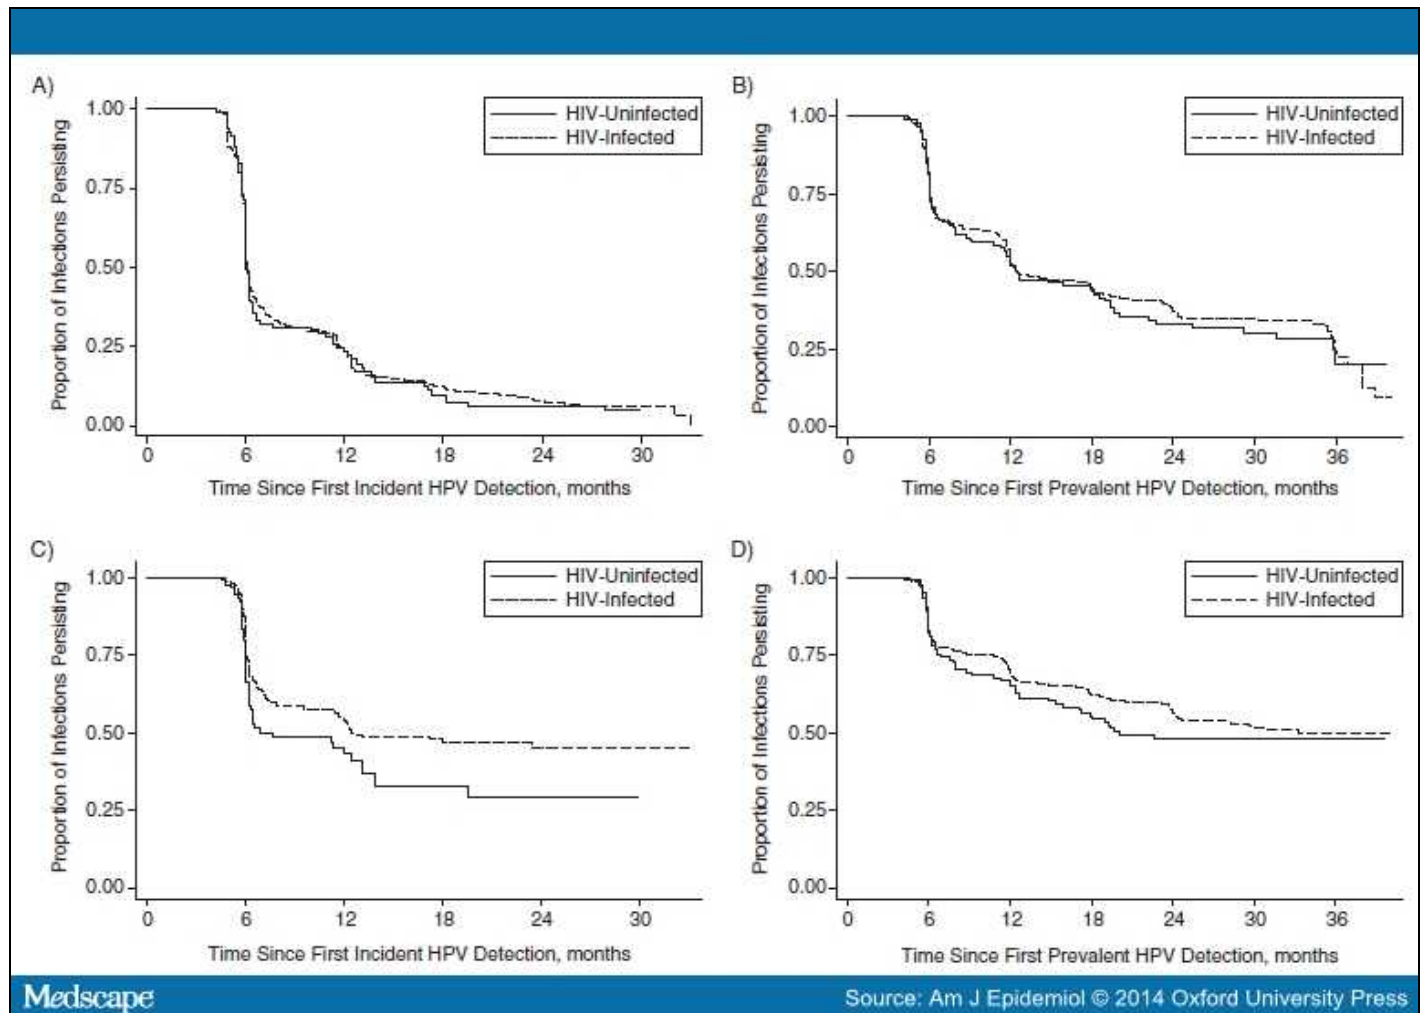 A)
Proportion of Infections Persisting
1.00
0.75
0.50
0.25
0.00
HIV-Uninfected
HIV-Infected
0 6 12 18 24 30
Time Since First Incident HPV Detection, months
B)
Proportion of Infections Persisting
1.00
0.75
0.50
0.25
0.00
HIV-Uninfected
HIV-Infected
0 6 12 18 24 30 36
Time Since First Prevalent HPV Detection, months
C)
Proportion of Infections Persisting
1.00
0.75
0.50
0.25
0.00
HIV-Uninfected
HIV-Infected
0 6 12 18 24 30
Time Since First Incident HPV Detection, months
D)
Proportion of Infections Persisting
1.00
0.75
0.50
0.25
0.00
HIV-Uninfected
HIV-Infected
0 6 12 18 24 30 36
Time Since First Prevalent HPV Detection, months
Medscape
Source: Am J Epidemiol © 2014 Oxford University Press